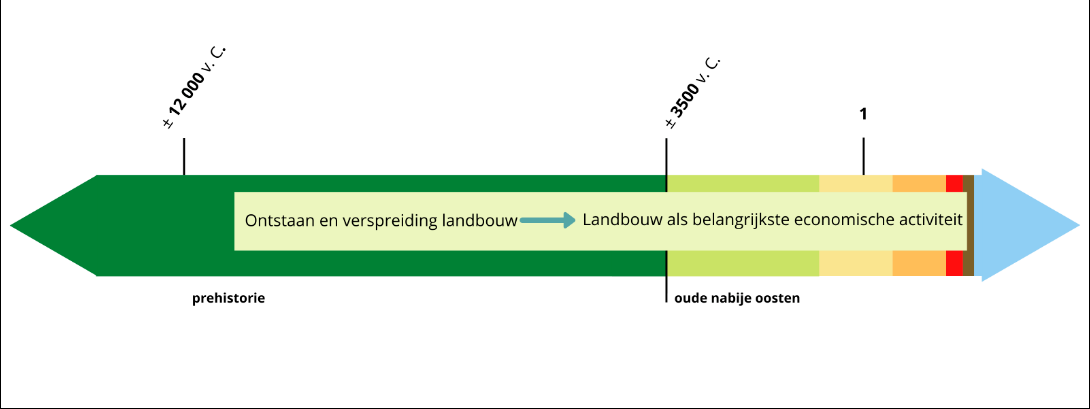 ± 12 000 v. C.
± 3500 v. C.
1
Ontstaan en verspreiding landbouw
Landbouw als belangrijkste economische activiteit
prehistorie
oude nabije oosten